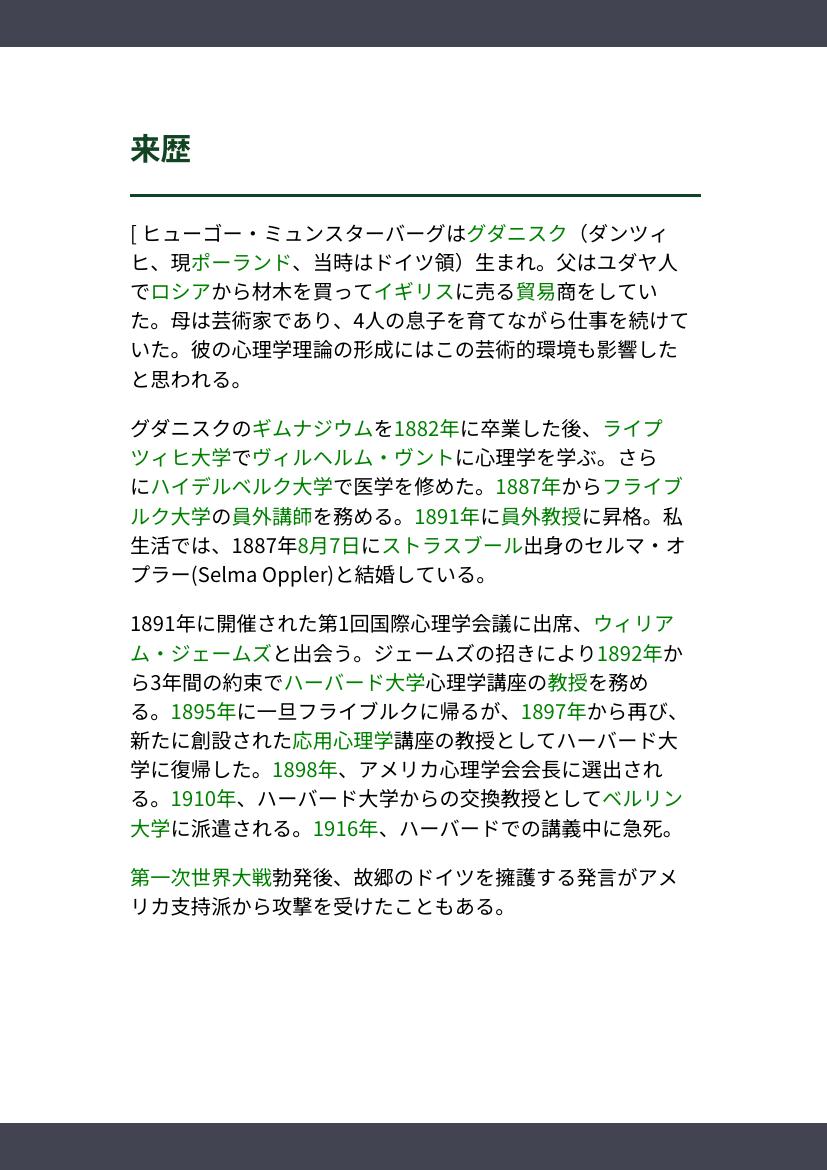 来歴
[ ヒューゴー・ミュンスターバーグはグダニスク（ダンツィ
ヒ、現ポーランド、当時はドイツ領）生まれ。父はユダヤ人
でロシアから材木を買ってイギリスに売る貿易商をしてい
た。母は芸術家であり、4人の息子を育てながら仕事を続けて
いた。彼の心理学理論の形成にはこの芸術的環境も影響した
と思われる。
グダニスクのギムナジウムを1882年に卒業した後、ライプ
ツィヒ大学でヴィルヘルム・ヴントに心理学を学ぶ。さら
にハイデルベルク大学で医学を修めた。1887年からフライブ
ルク大学の員外講師を務める。1891年に員外教授に昇格。私
生活では、1887年8月7日にストラスブール出身のセルマ・オ
プラー(Selma Oppler)と結婚している。
1891年に開催された第1回国際心理学会議に出席、ウィリア
ム・ジェームズと出会う。ジェームズの招きにより1892年か
ら3年間の約束でハーバード大学心理学講座の教授を務め
る。1895年に一旦フライブルクに帰るが、1897年から再び、
新たに創設された応用心理学講座の教授としてハーバード大
学に復帰した。1898年、アメリカ心理学会会長に選出され
る。1910年、ハーバード大学からの交換教授としてベルリン
大学に派遣される。1916年、ハーバードでの講義中に急死。
第一次世界大戦勃発後、故郷のドイツを擁護する発言がアメ
リカ支持派から攻撃を受けたこともある。